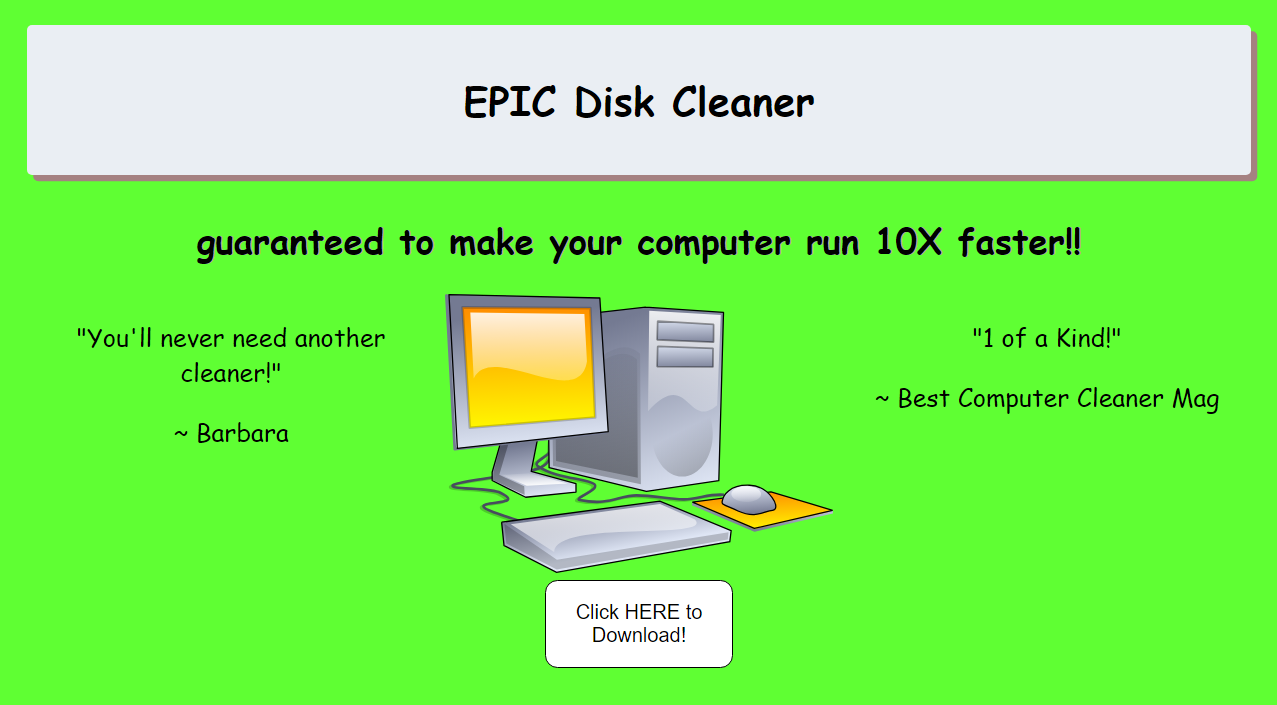 EPIC Disk Cleaner
guaranteed to make your computer run 10X faster!!
"You'll never need another
cleaner!"
~ Barbara
"1 of a Kind!"
~ Best Computer Cleaner Mag
Click HERE to
Download!